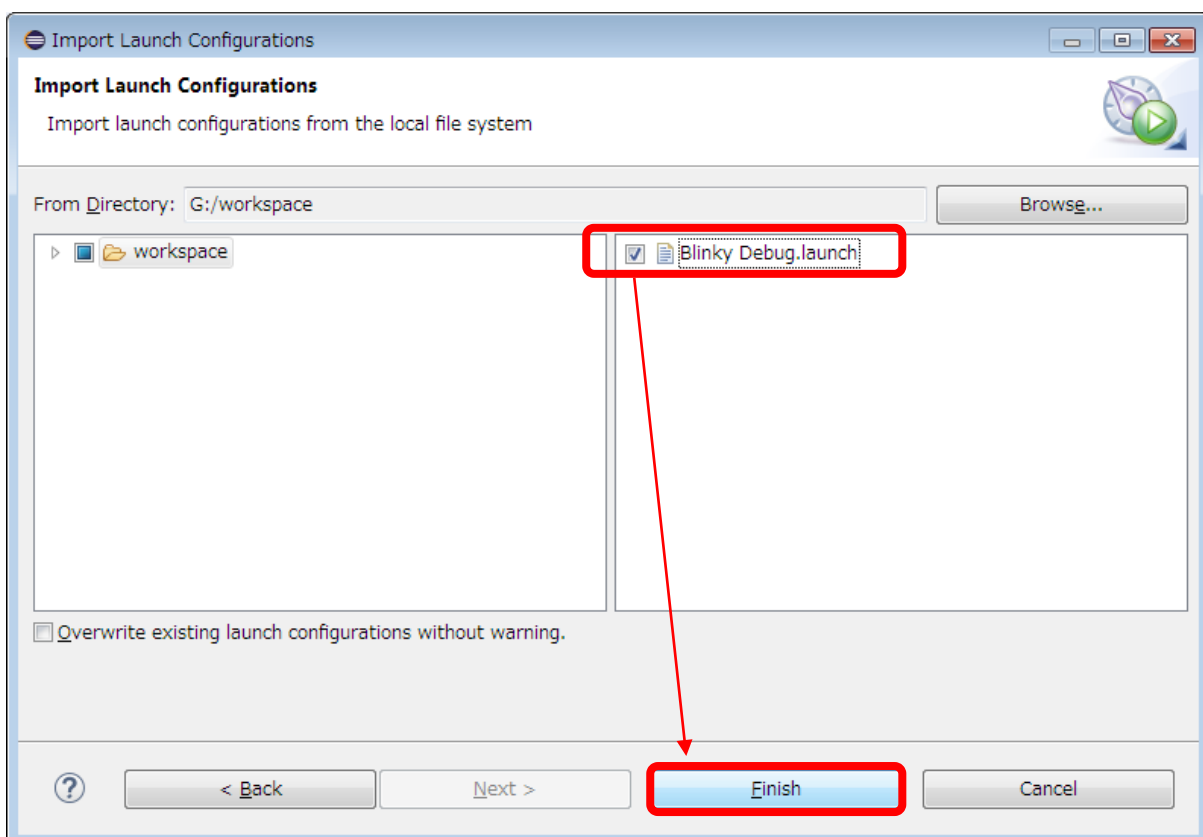 Import Launch Configurations
Import Launch Configurations
Import launch configurations from the local file system
From Directory: G:/workspace Browse...
workspace
Blinky Debug.launch
Overwrite existing launch configurations without warning.
? < Back Next > Finish Cancel